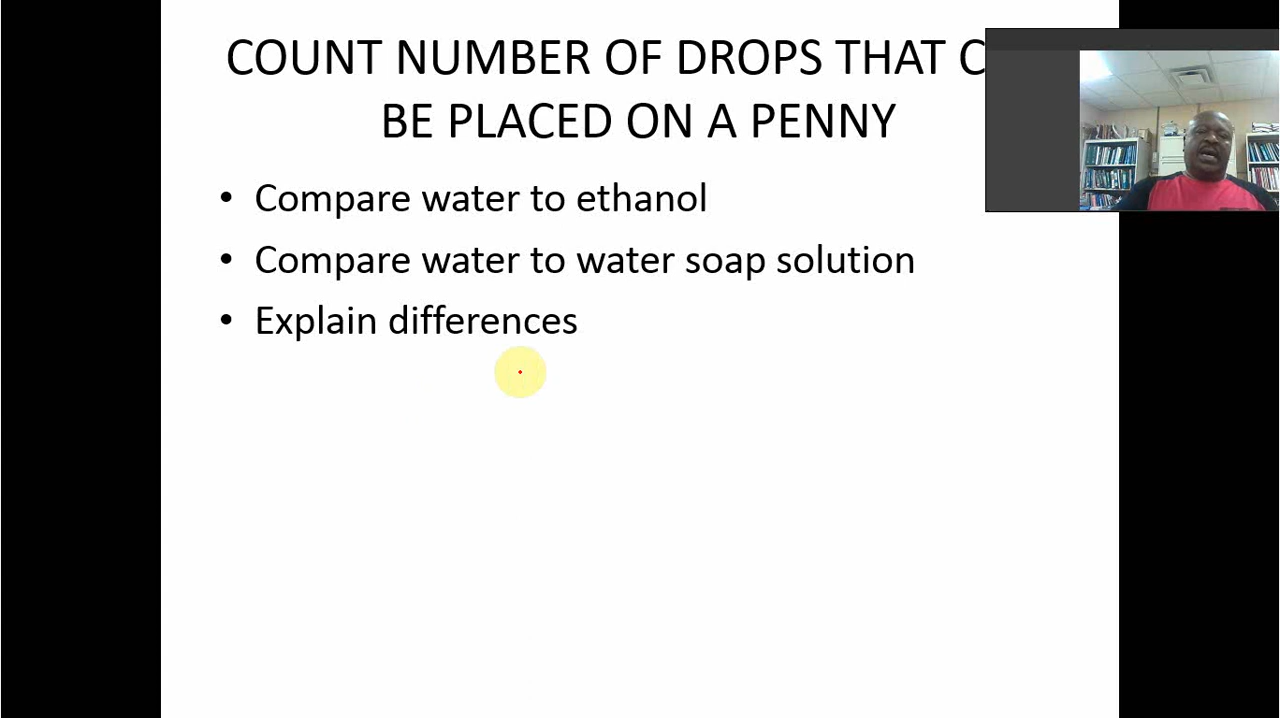 COUNT NUMBER OF DROPS THAT C
BE PLACED ON A PENNY
• Compare water to ethanol
• Compare water to water soap solution
• Explain differences